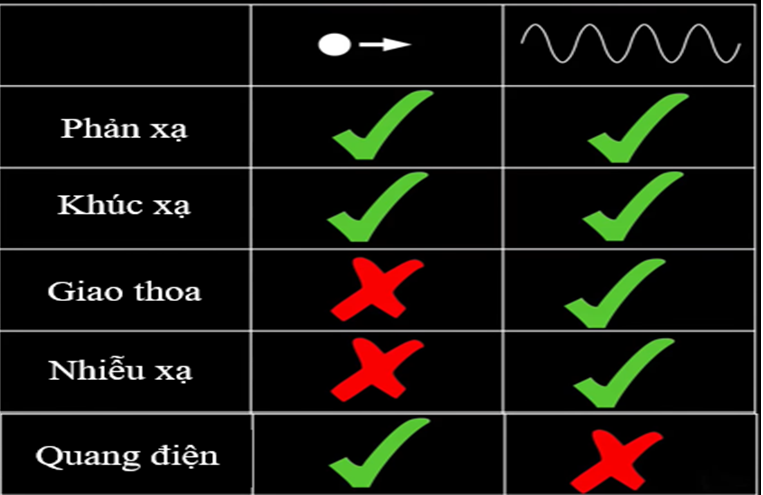 Phản xạ
Khúc xạ
Giao thoa
Nhiễu xạ
Quang điện